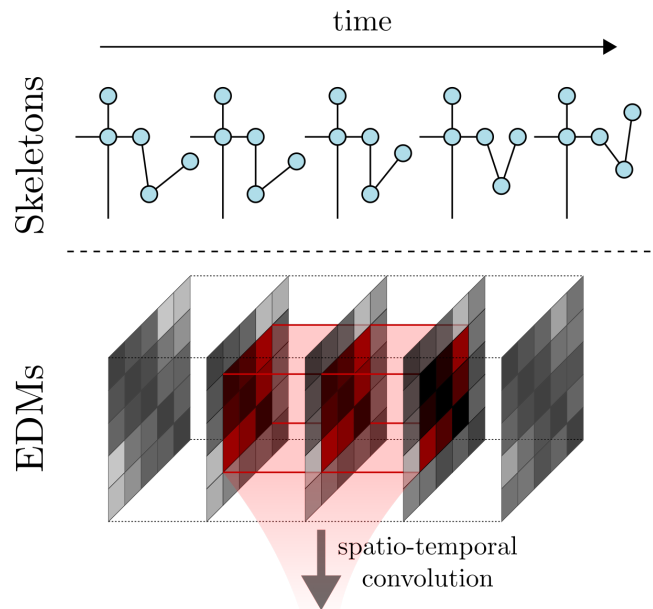 time
Skeletons
EDMs
spatio-temporal
convolution